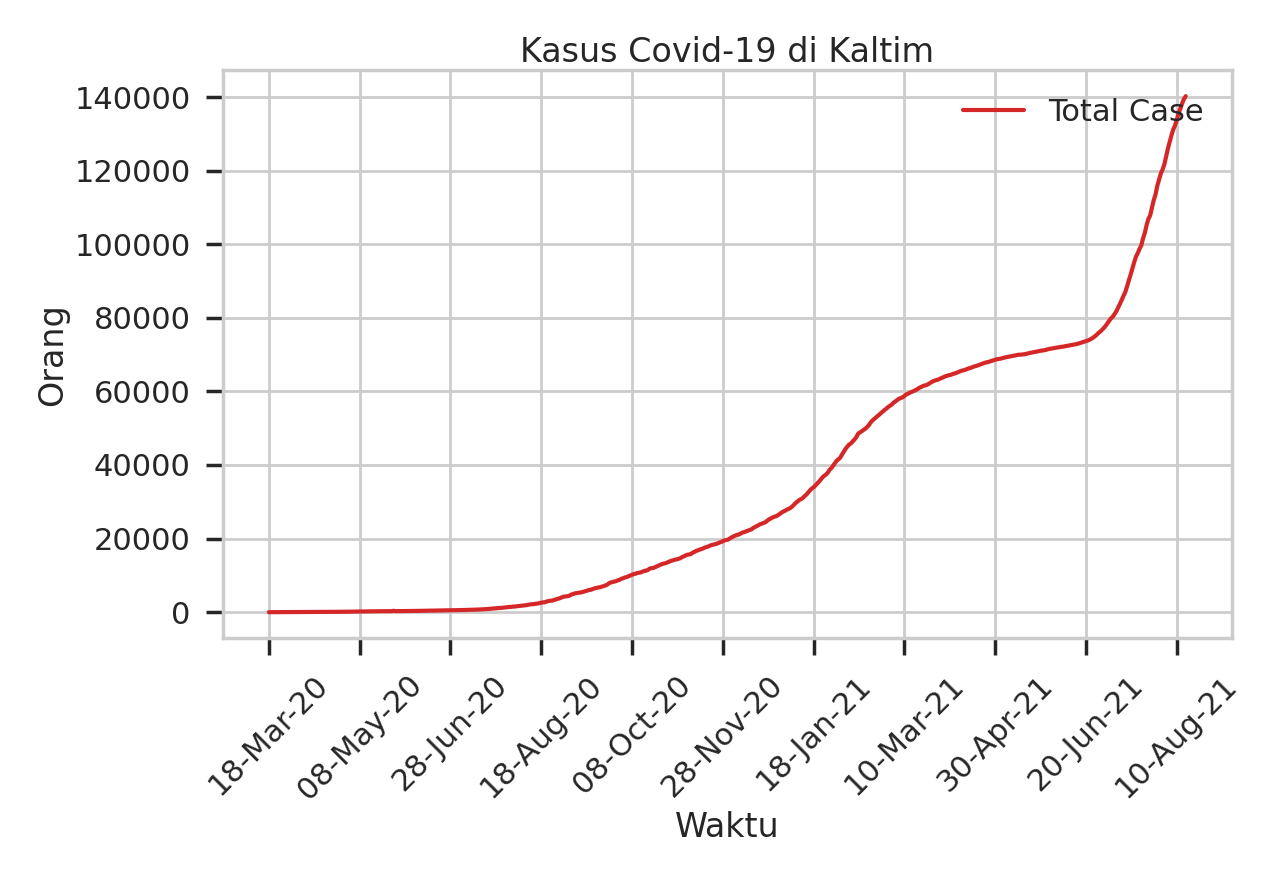 Kasus Covid-19 di Kaltim
Total Case
140000
120000
100000
80000
60000
40000
20000
0
Orang
18-Mar-20
08-May-20
28-Jun-20
18-Aug-20
08-Oct-20
28-Nov-20
18-Jan-21
10-Mar-21
30-Apr-21
20-Jun-21
10-Aug-21
Waktu